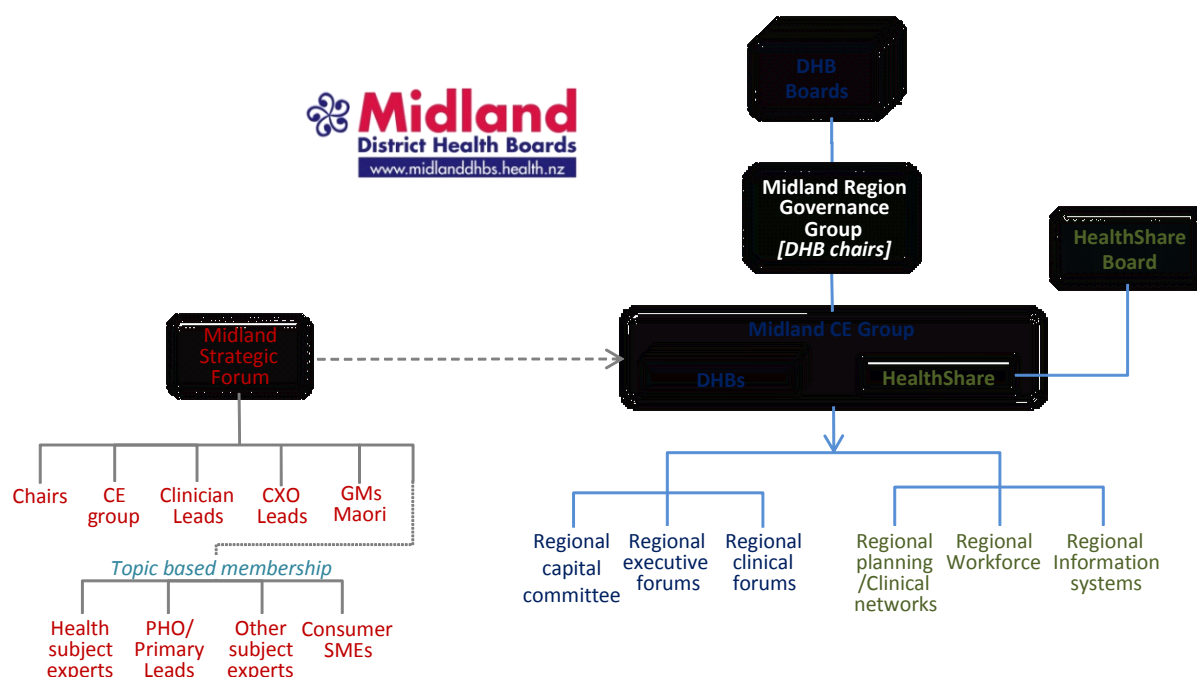 DHB
Boards
Midland
District Health Boards
www.midlanddhbs.health.nz
Midland Region
Governance
Group
[DHB chairs]
HealthShare
Board
Midland CE Group
DHBs
HealthShare
Midland
Strategic
Forum
Chairs
CE
group
Clinician
Leads
CXO
Leads
GMs
Maori
Topic based membership
Health
subject
experts
PHO/
Primary
Leads
Other
subject
experts
Consumer
SMEs
Regional
capital
committee
Regional
executive
forums
Regional
clinical
forums
Regional
planning
/Clinical
networks
Regional
Workforce
Regional
Information
systems